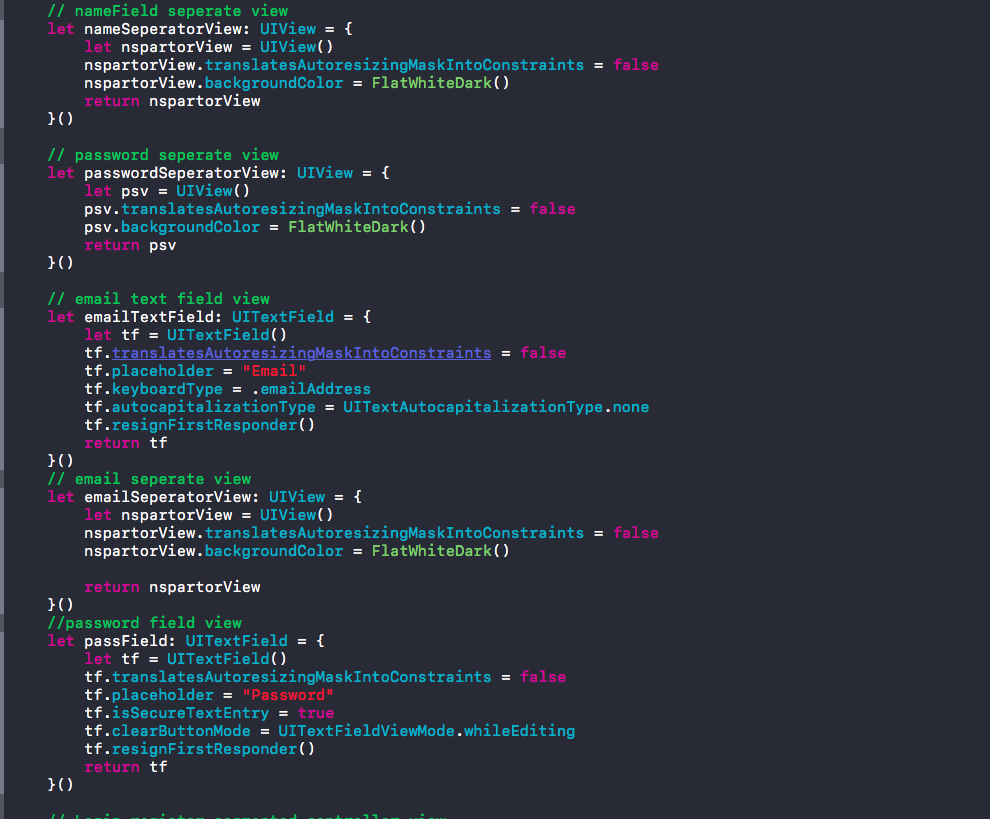 // nameField seperate view
let nameSeperatorView: UIView = {
let nspartorView = UIView()
nspartorView.translatesAutoresizingMaskIntoConstraints = false
nspartorView.backgroundColor = FlatWhiteDark()
return nspartorView
}()
// password seperate view
let passwordSeperatorView: UIView = {
let psv = UIView()
psv.translatesAutoresizingMaskIntoConstraints = false
psv.backgroundColor = FlatWhiteDark()
return psv
}()
// email text field view
let emailTextField: UITextField = {
let tf = UITextField()
tf.translatesAutoresizingMaskIntoConstraints = false
tf.placeholder = "Email"
tf.keyboardType = .emailAddress
tf.autocapitalizationType = UITextAutocapitalizationType.none
tf.resignFirstResponder()
return tf
}()
// email seperate view
let emailSeperatorView: UIView = {
let nspartorView = UIView()
nspartorView.translatesAutoresizingMaskIntoConstraints = false
nspartorView.backgroundColor = FlatWhiteDark()
return nspartorView
}()
//password field view
let passField: UITextField = {
let tf = UITextField()
tf.translatesAutoresizingMaskIntoConstraints = false
tf.placeholder = "Password"
tf.isSecureTextEntry = true
tf.clearButtonMode = UITextFieldViewMode.whileEditing
tf.resignFirstResponder()
return tf
}()